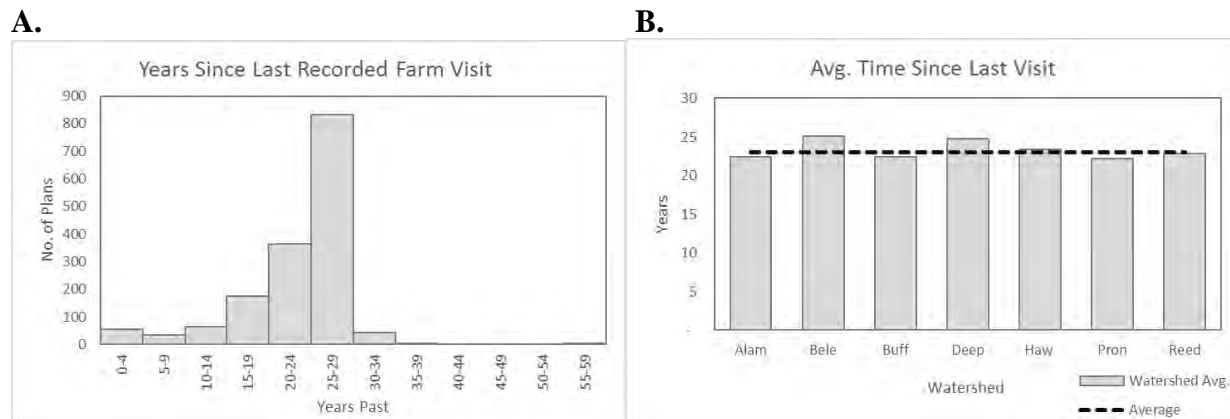 A.
Years Since Last Recorded Farm Visit
900
800
700
600
500
400
300
200
100
0
No. of Plans
0-4
5-9
10-14
15-19
20-24
25-29
30-34
35-39
40-44
45-49
50-54
55-59
Years Past
B.
Avg. Time Since Last Visit
30
25
20
15
10
5
-
Years
Alam Bele Buff Deep Haw Pron Reed
Watershed
Watershed Avg.
Average